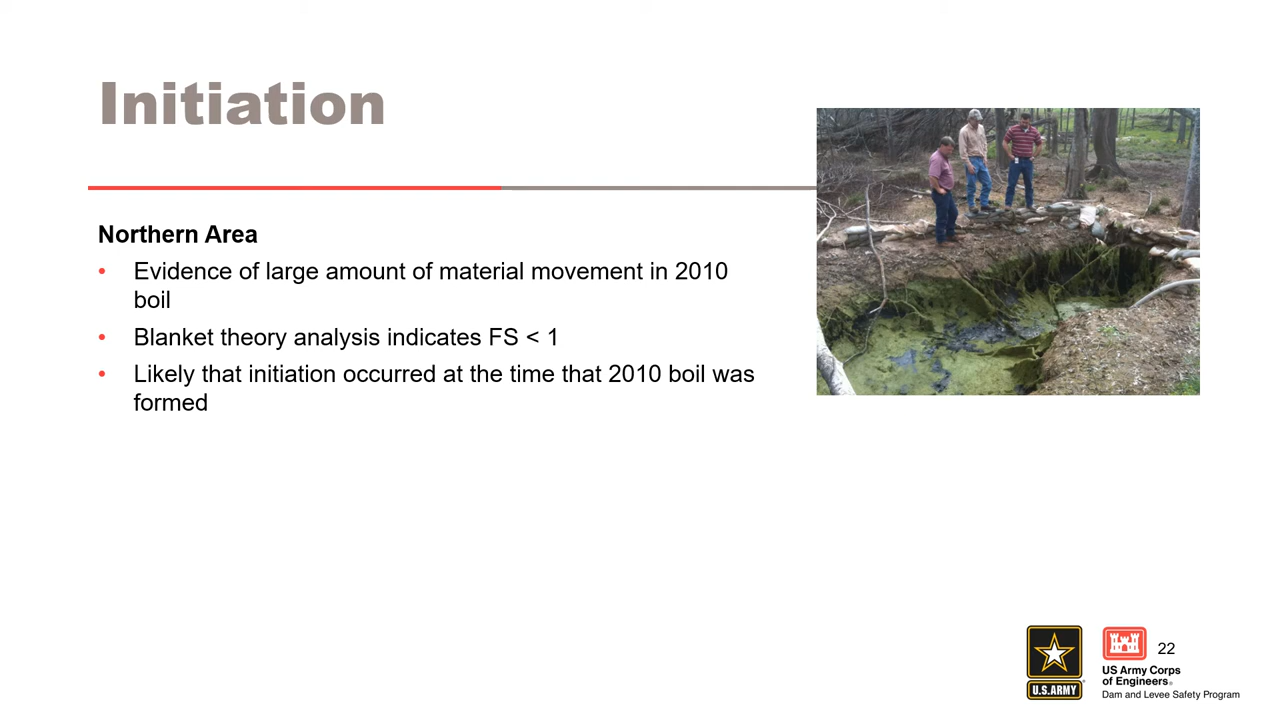 Initiation
Northern Area
• Evidence of large amount of material movement in 2010
boil
• Blanket theory analysis indicates FS < 1
• Likely that initiation occurred at the time that 2010 boil was
formed
U.S.ARMY
22
US Army Corps
of Engineers®
Dam and Levee Safety Program